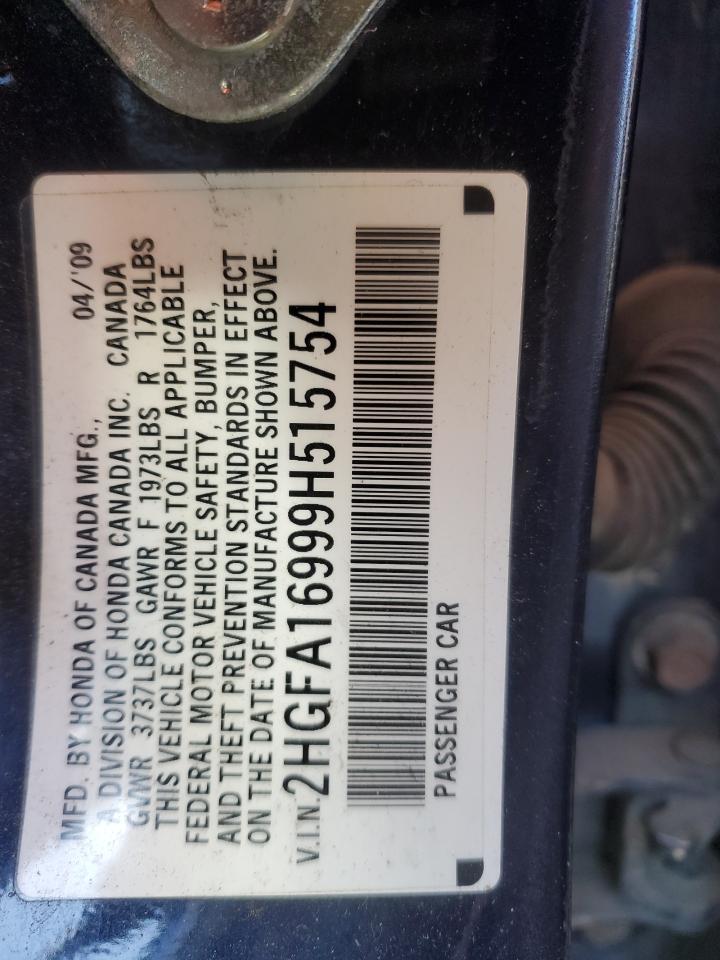 MFD. BY HONDA OF CANADA MFG., 04/'09
A DIVISION OF HONDA CANADA INC. CANADA
GVWR 3737LBS GAWR F 1973LBS R 1764LBS
THIS VEHICLE CONFORMS TO ALL APPLICABLE
FEDERAL MOTOR VEHICLE SAFETY, BUMPER,
AND THEFT PREVENTION STANDARDS IN EFFECT
ON THE DATE OF MANUFACTURE SHOWN ABOVE.
V.I.N. 2HGFA16999H515754
PASSENGER CAR